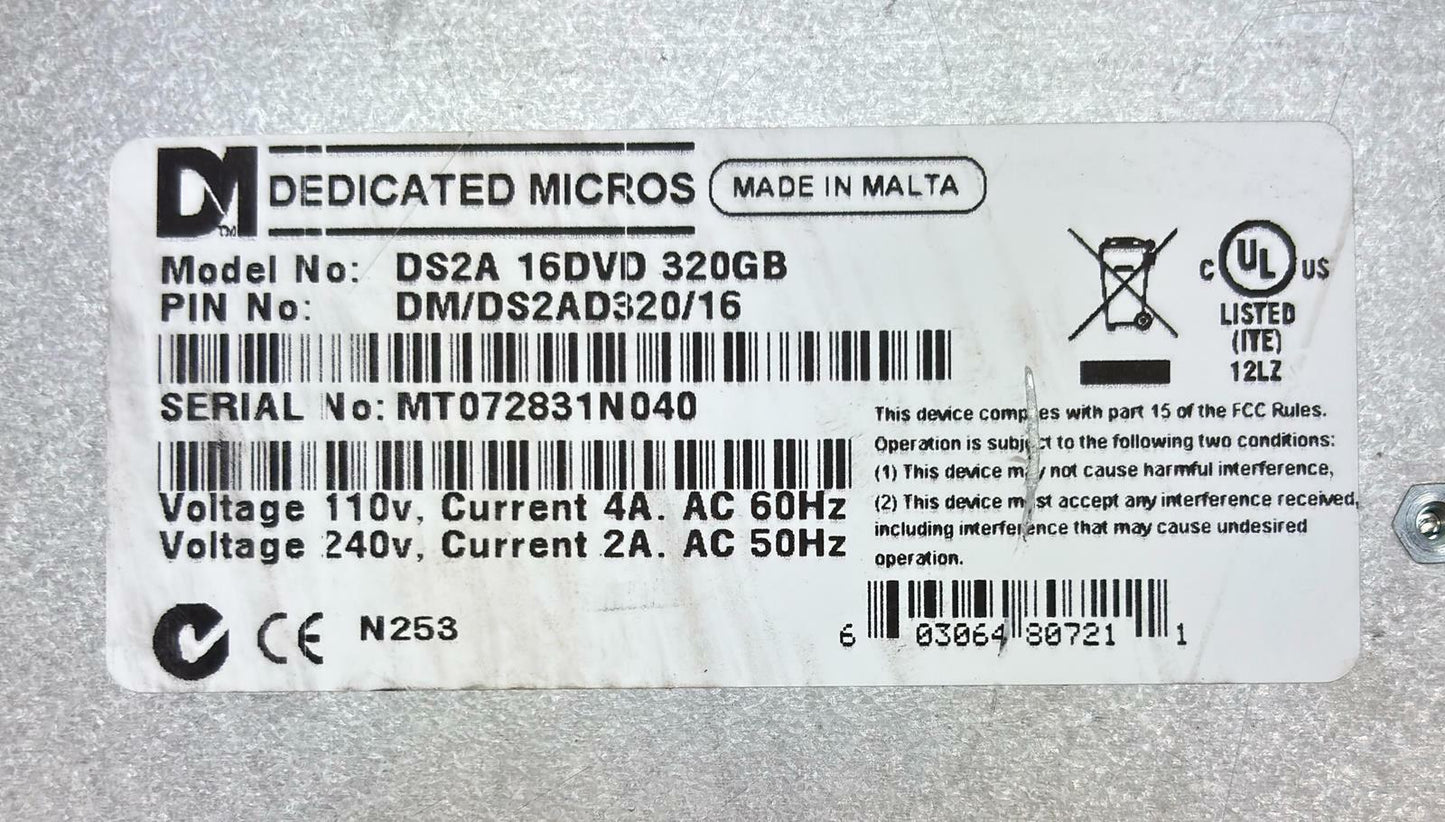 DM DEDICATED MICROS MADE IN MALTA
TM
Model No: DS2A 16DVD 320GB
PIN No: DM/DS2AD320/16
SERIAL No: MT072831N040
Voltage 110v, Current 4A. AC 60Hz
Voltage 240v, Current 2A. AC 50Hz
CE N253
C UL US
LISTED
(ITE)
12LZ
This device complies with part 15 of the FCC Rules.
Operation is subject to the following two conditions:
(1) This device may not cause harmful interference,
(2) This device must accept any interference received,
including interference that may cause undesired
operation.
6 03064 80721 1